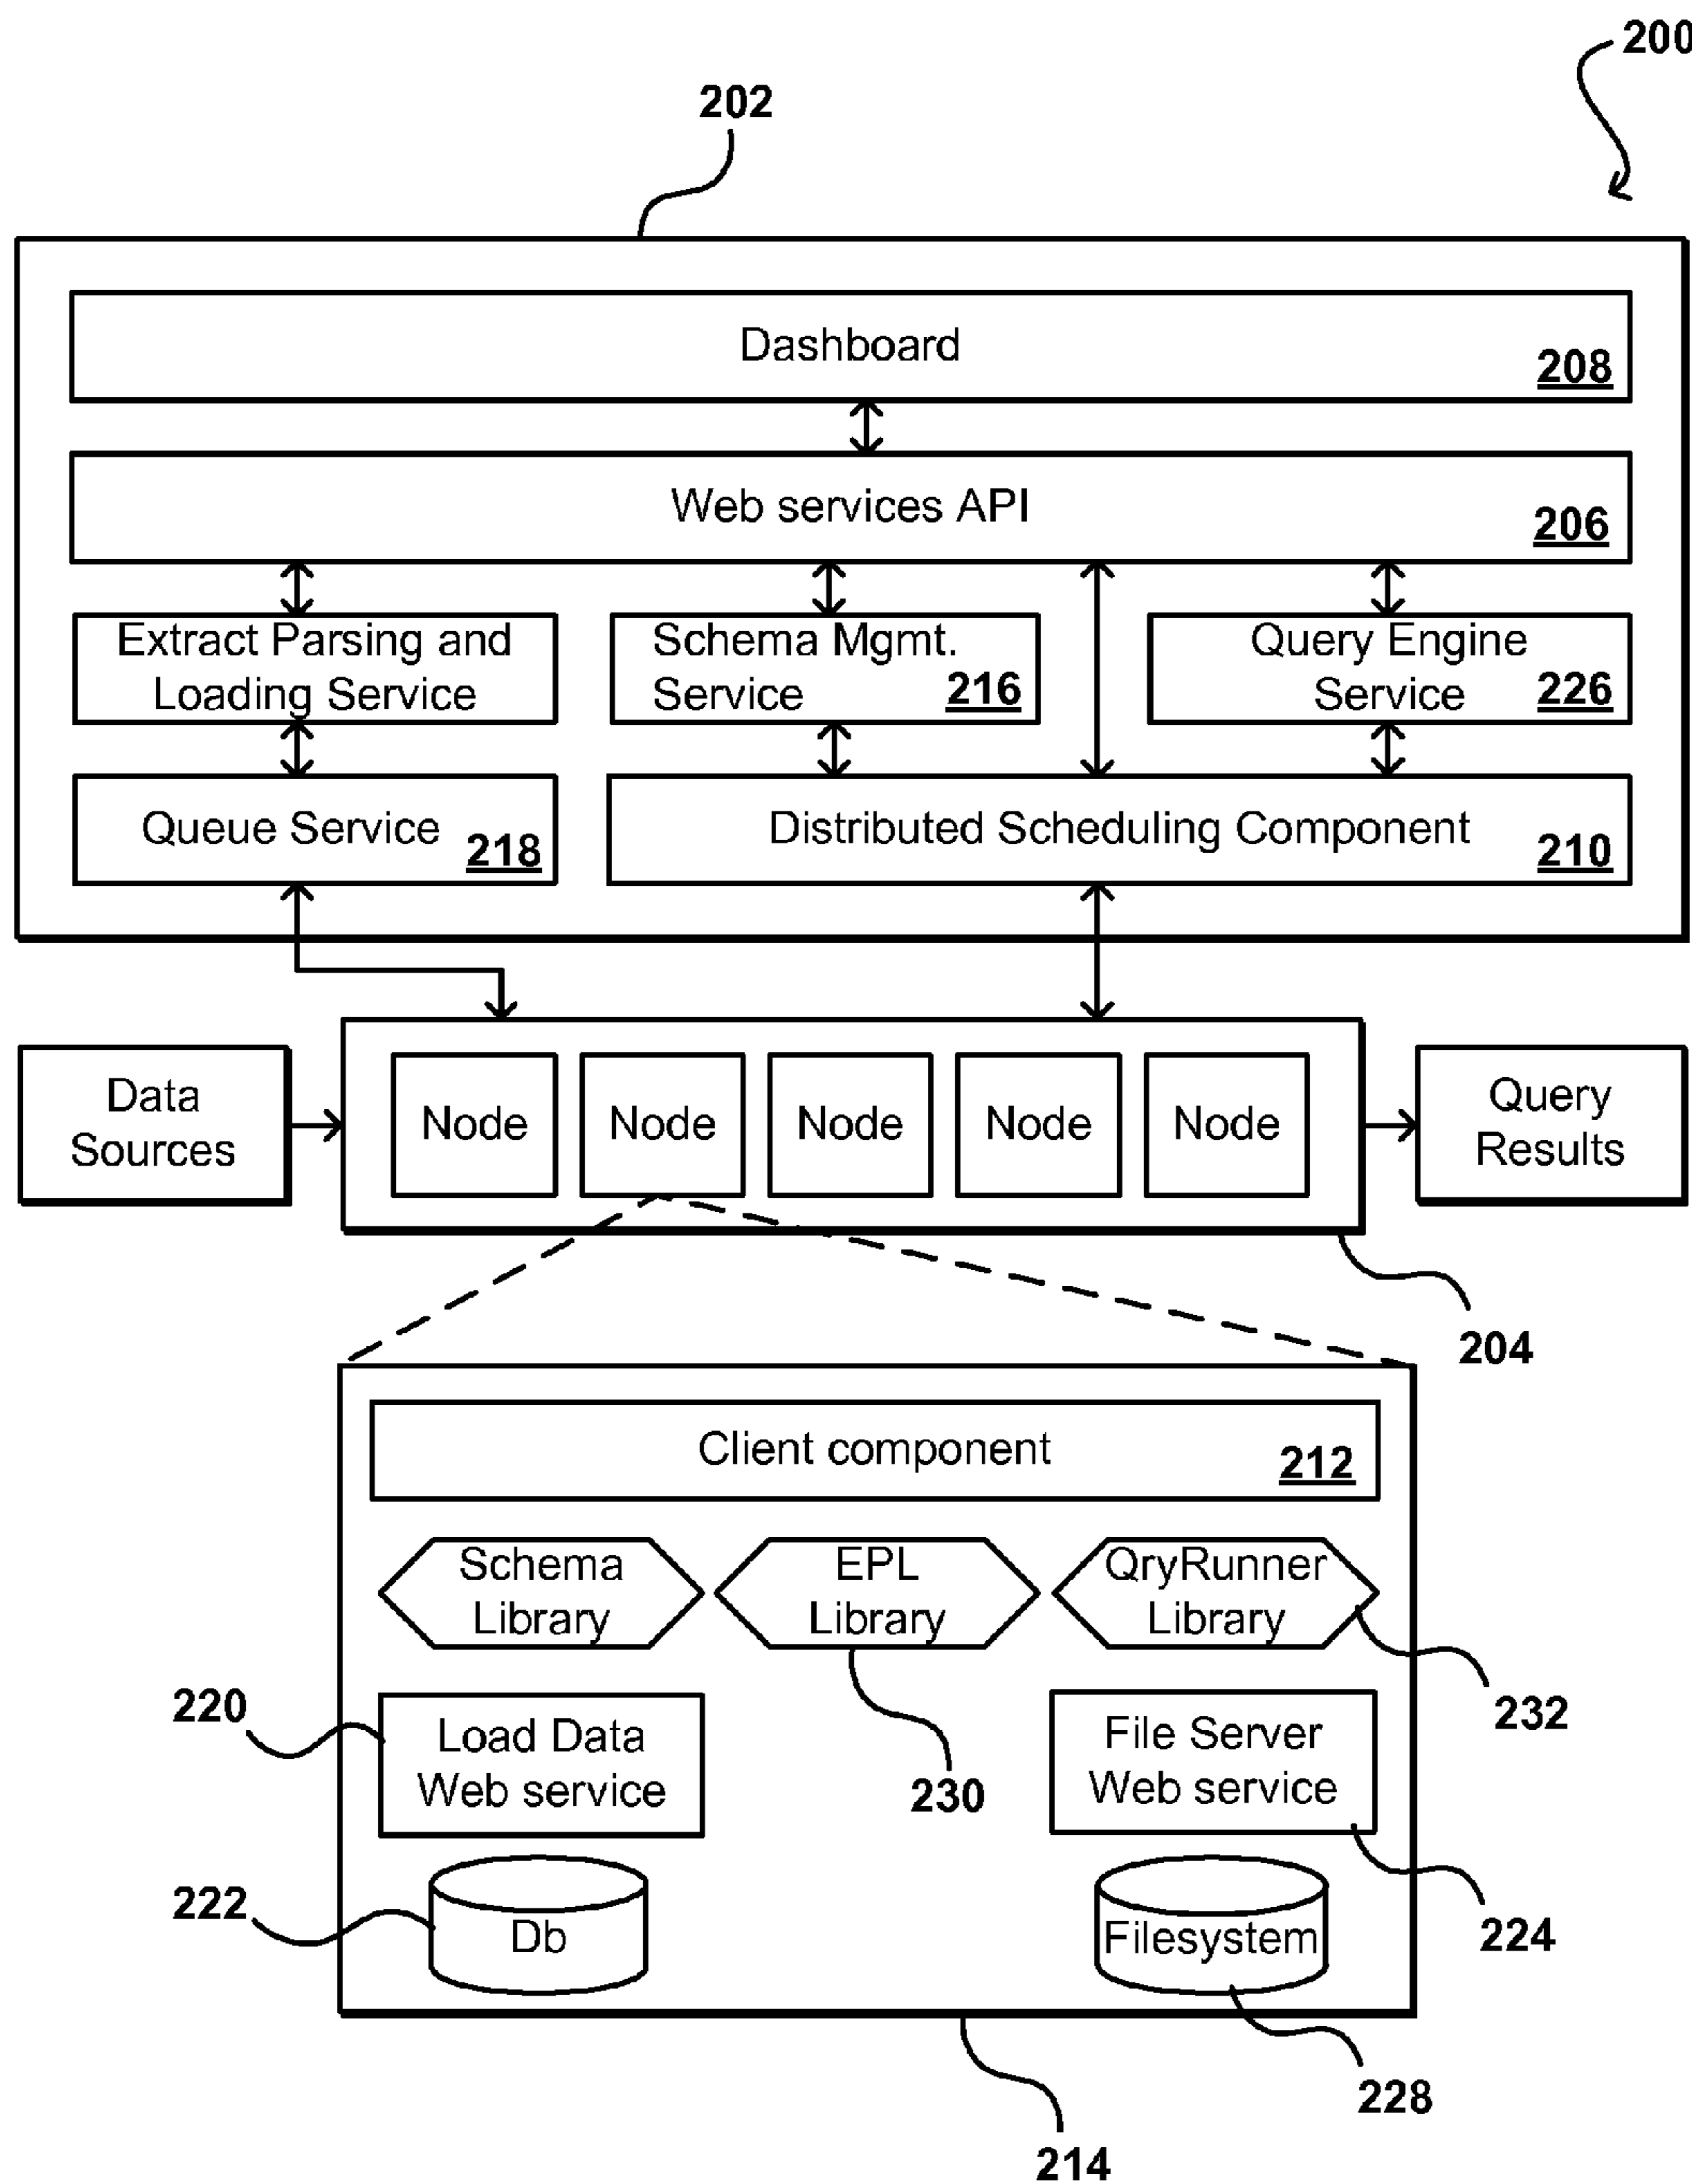 200
202
Dashboard
208
Web services API
206
Extract Parsing and
Loading Service
Schema Mgmt.
Service
216
Query Engine
Service
226
Queue Service
218
Distributed Scheduling Component
210
Data
Sources
Node
Node
Node
Node
Node
Query
Results
204
Client component
212
Schema
Library
EPL
Library
QryRunner
Library
220
Load Data
Web service
230
File Server
Web service
232
222
Db
Filesystem
224
228
214